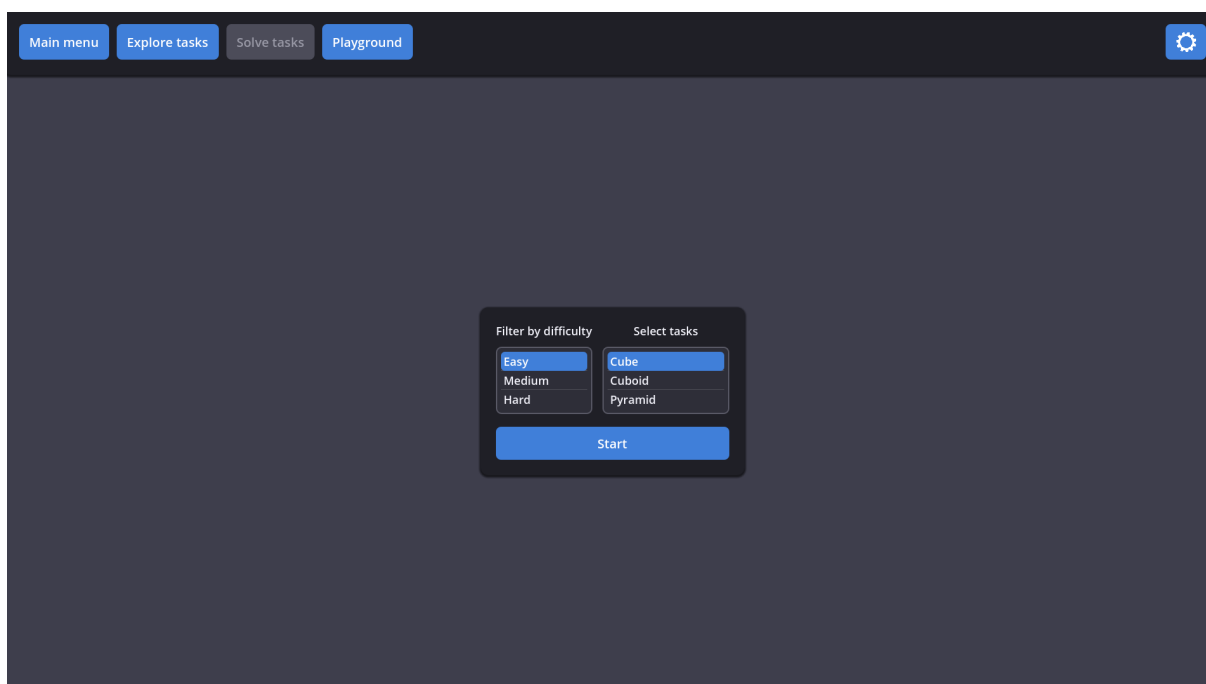 Main menu Explore tasks Solve tasks Playground
Filter by difficulty Select tasks
Easy Cube
Medium Cuboid
Hard Pyramid
Start